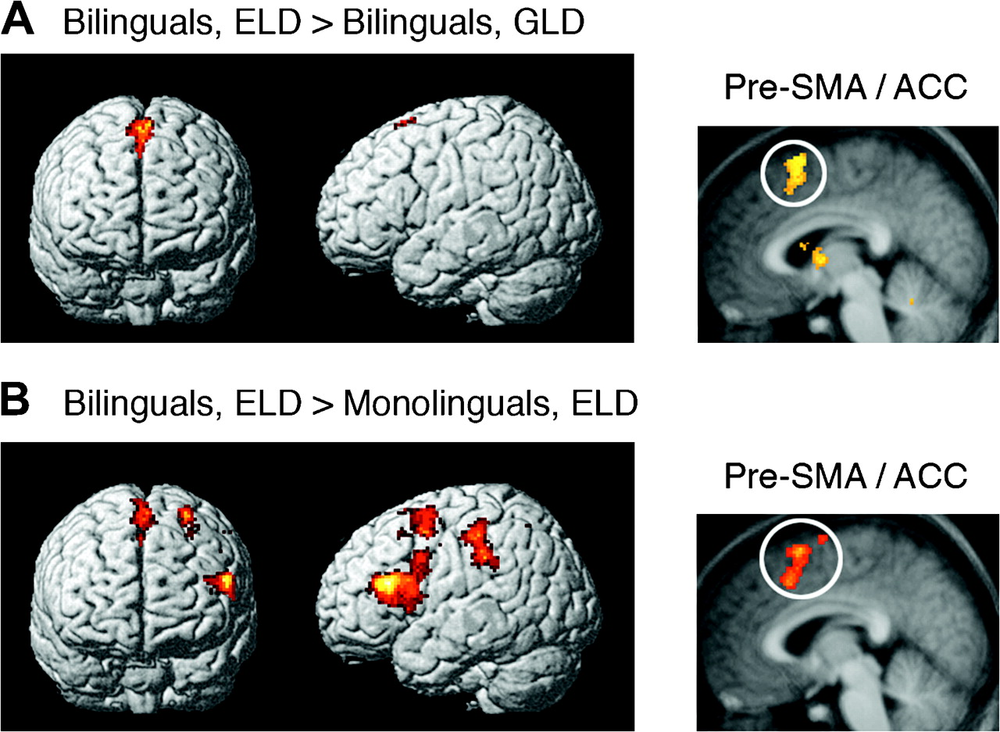 A Bilinguals, ELD > Bilinguals, GLD
Pre-SMA / ACC
B Bilinguals, ELD > Monolinguals, ELD
Pre-SMA / ACC